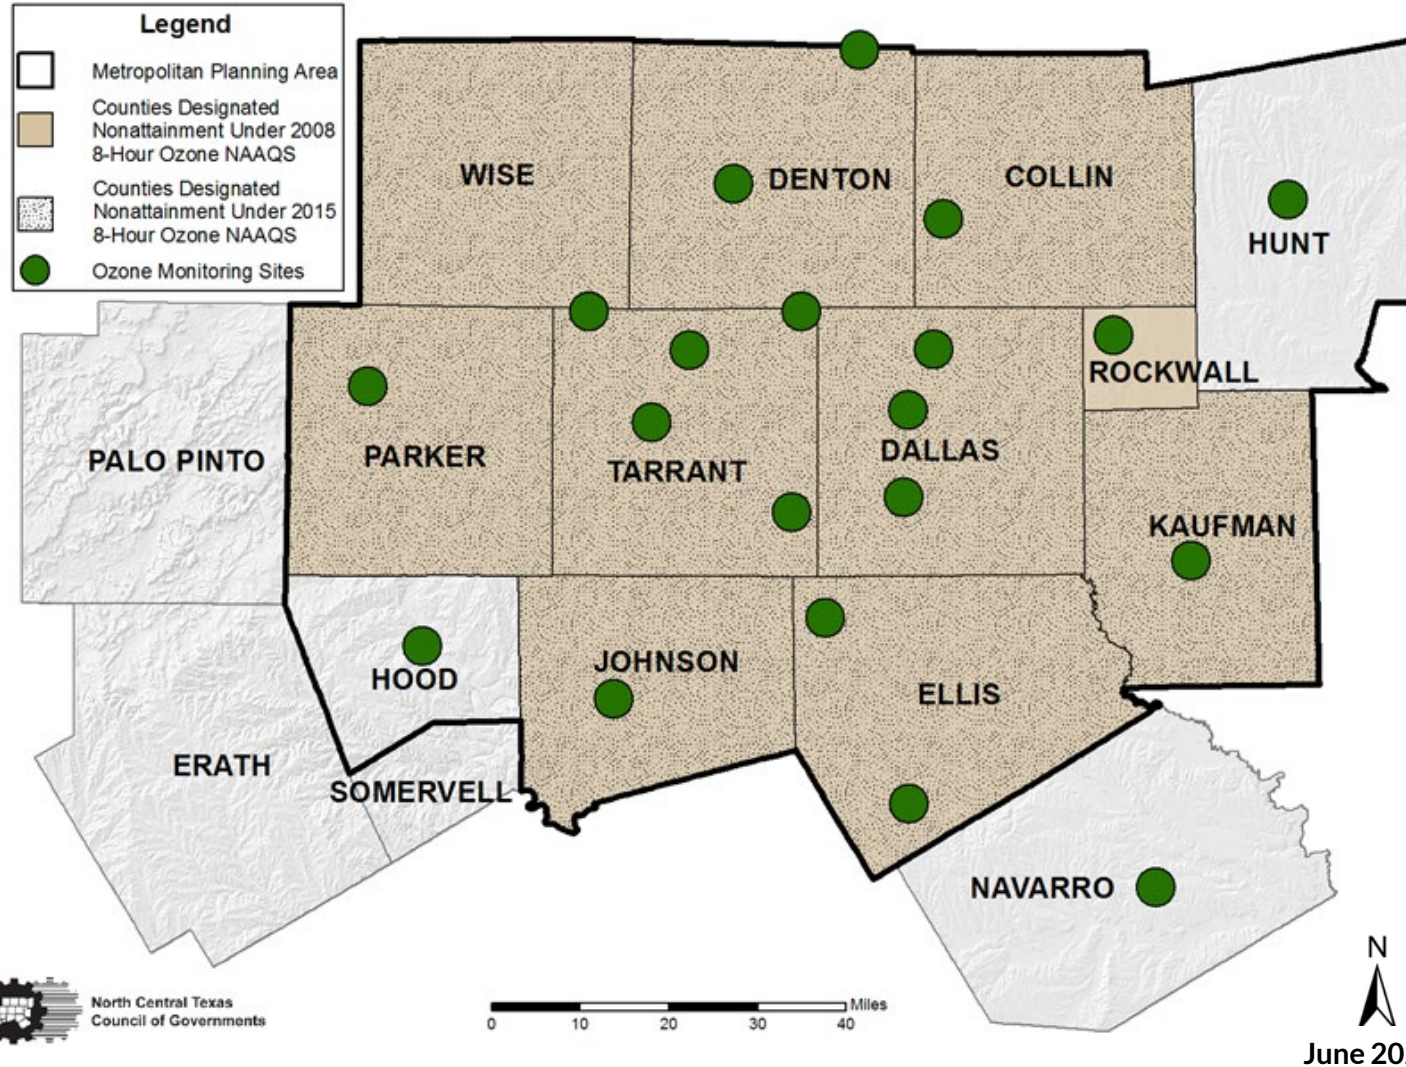 Legend
Metropolitan Planning Area
Counties Designated
Nonattainment Under 2008
8-Hour Ozone NAAQS
Counties Designated
Nonattainment Under 2015
8-Hour Ozone NAAQS
Ozone Monitoring Sites
WISE
DENTON
COLLIN
HUNT
ROCKWALL
PALO PINTO
PARKER
TARRANT
DALLAS
KAUFMAN
HOOD
JOHNSON
ELLIS
ERATH
SOMERVELL
NAVARRO
N
North Central Texas
Council of Governments
Miles
0 10 20 30 40
June